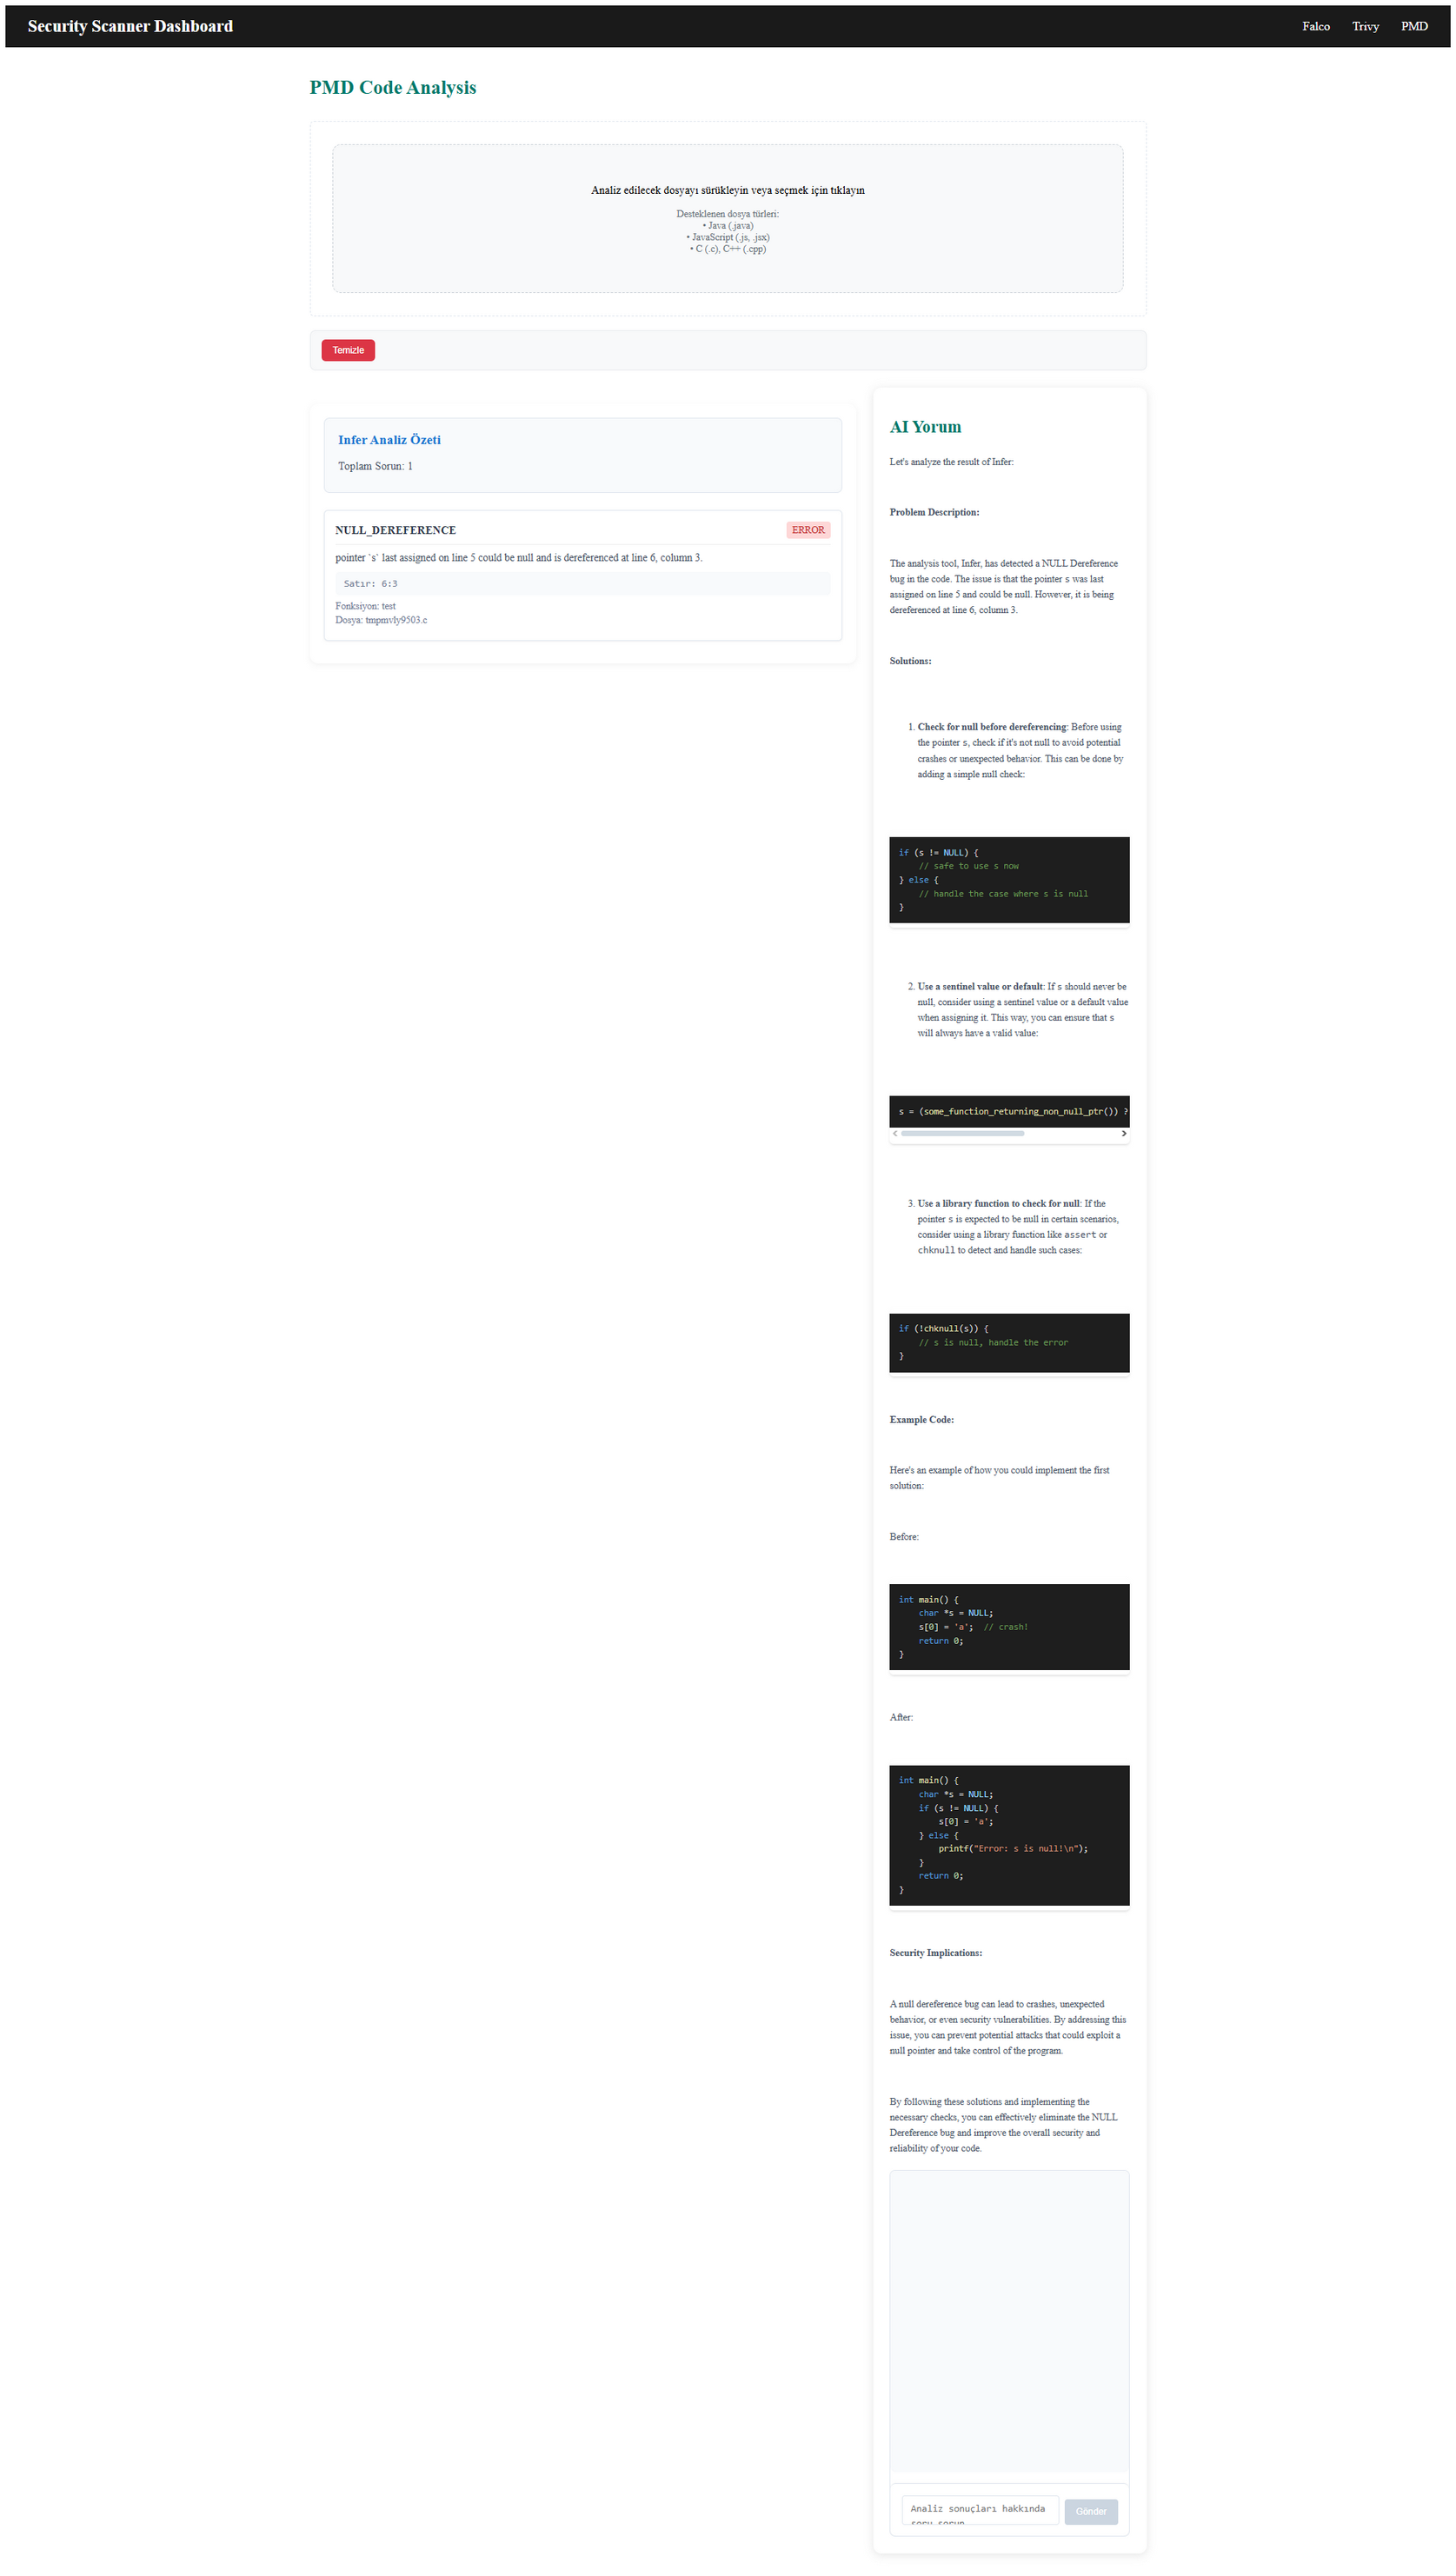 Security Scanner Dashboard
Falco Trivy PMD
PMD Code Analysis
Analiz edilecek dosyayı sürükleyin veya seçmek için tıklayın
Desteklenen dosya türleri:
• Java (.java)
• JavaScript (.js, .jsx)
• C (.c), C++ (.cpp)
Temizle
Infer Analiz Özeti
Toplam Sorun: 1
NULL_DEREFERENCE
ERROR
pointer `s` last assigned on line 5 could be null and is dereferenced at line 6, column 3.
Satır: 6:3
Fonksiyon: test
Dosya: tmpmvly9503.c
AI Yorum
Let's analyze the result of Infer:
Problem Description:
The analysis tool, Infer, has detected a NULL Dereference
bug in the code. The issue is that the pointer s was last
assigned on line 5 and could be null. However, it is being
dereferenced at line 6, column 3.
Solutions:
1. Check for null before dereferencing: Before using
the pointer s, check if it's not null to avoid potential
crashes or unexpected behavior. This can be done by
adding a simple null check:
if (s != NULL) {
    // safe to use s now
} else {
    // handle the case where s is null
}
2. Use a sentinel value or default: If s should never be
null, consider using a sentinel value or a default value
when assigning it. This way, you can ensure that s
will always have a valid value:
s = (some_function_returning_non_null_ptr()) ?
3. Use a library function to check for null: If the
pointer s is expected to be null in certain scenarios,
consider using a library function like assert or
chknull to detect and handle such cases:
if (!chknull(s)) {
    // s is null, handle the error
}
Example Code:
Here's an example of how you could implement the first
solution:
Before:
int main() {
    char *s = NULL;
    s[0] = 'a';  // crash!
    return 0;
}
After:
int main() {
    char *s = NULL;
    if (s != NULL) {
        s[0] = 'a';
    } else {
        printf("Error: s is null!\n");
    }
    return 0;
}
Security Implications:
A null dereference bug can lead to crashes, unexpected
behavior, or even security vulnerabilities. By addressing this
issue, you can prevent potential attacks that could exploit a
null pointer and take control of the program.
By following these solutions and implementing the
necessary checks, you can effectively eliminate the NULL
Dereference bug and improve the overall security and
reliability of your code.
Analiz sonuçları hakkında
Gönder